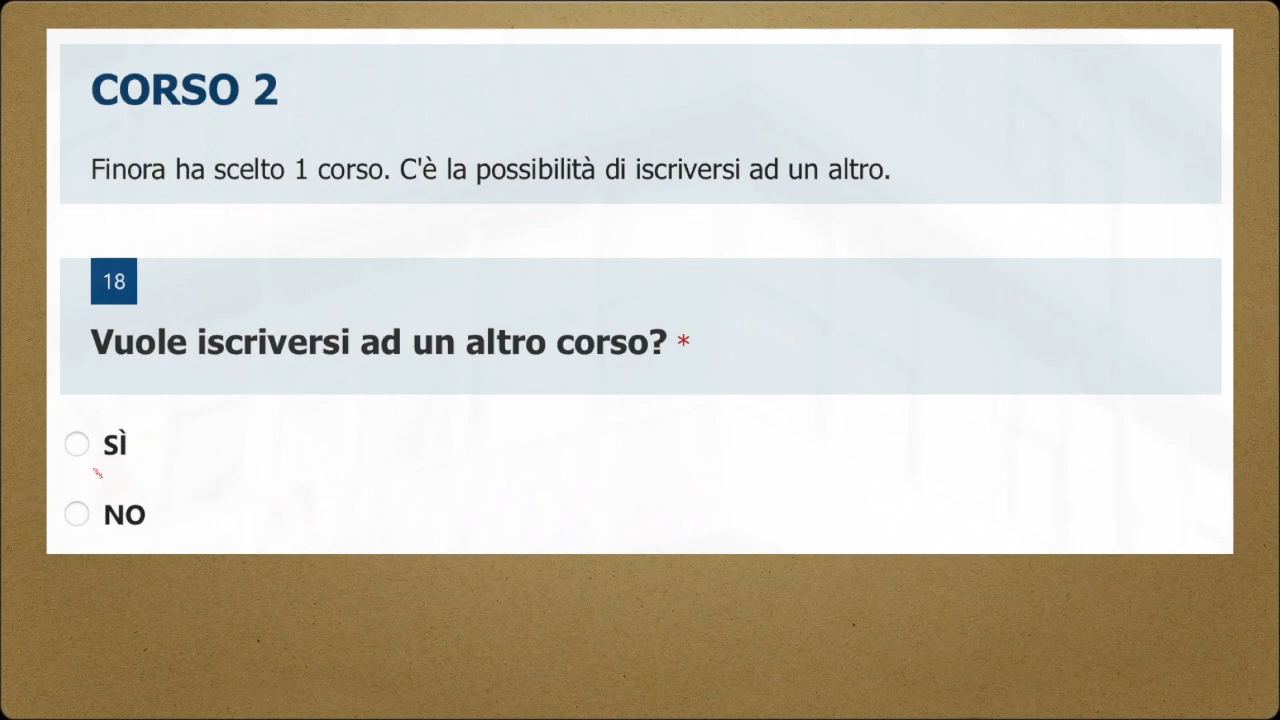 CORSO 2
Finora ha scelto 1 corso. C'è la possibilità di iscriversi ad un altro.
18
Vuole iscriversi ad un altro corso? *
SÌ
NO